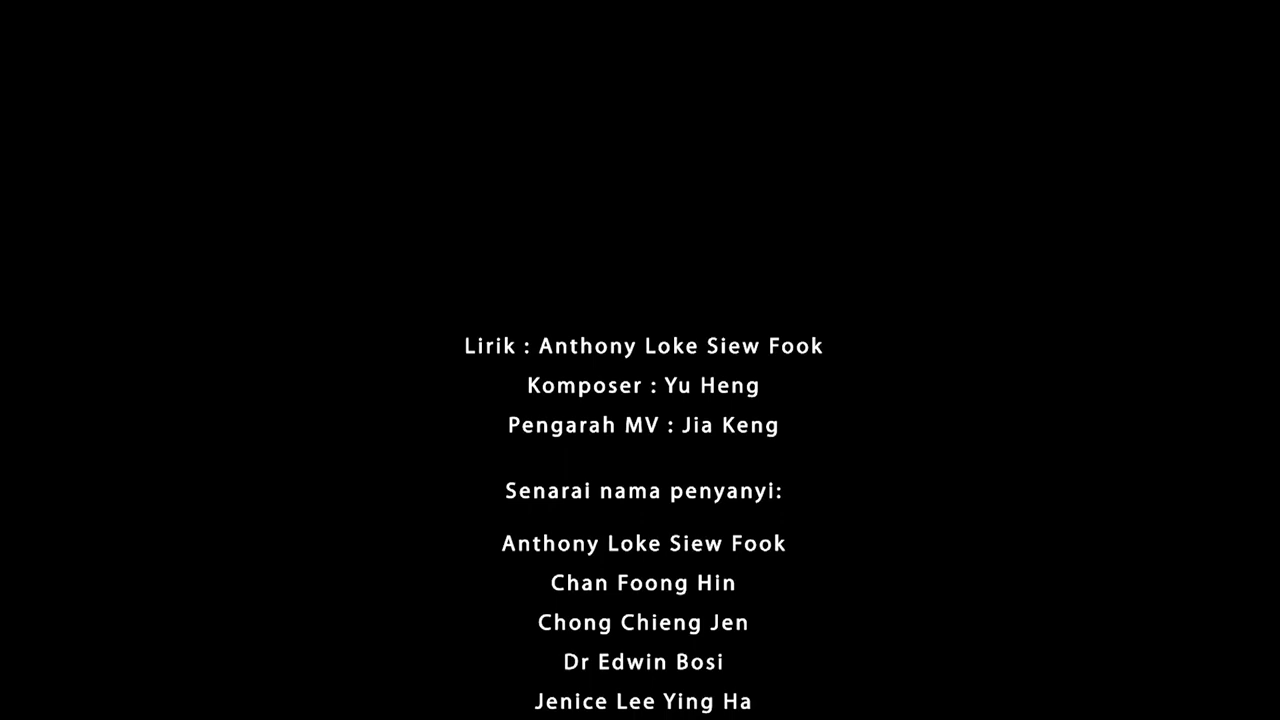 Lirik : Anthony Loke Siew Fook
Komposer : Yu Heng
Pengarah MV : Jia Keng
Senarai nama penyanyi:
Anthony Loke Siew Fook
Chan Foong Hin
Chong Chieng Jen
Dr Edwin Bosi
Jenice Lee Ying Ha